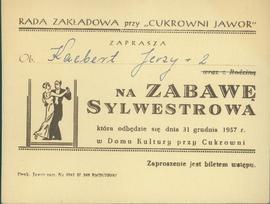 RADA ZAKŁADOWA przy „CUKROWNI JAWOR"
ZAPRASZA
Ob. Kaebert Jerzy + 2
wraz z Rodziną
NA ZABAWĘ
SYLWESTROWĄ
która odbędzie się dnia 31 grudnia 1957 r.
w Domu Kultury przy Cukrowni
Zaproszenie jest biletem wstępu.